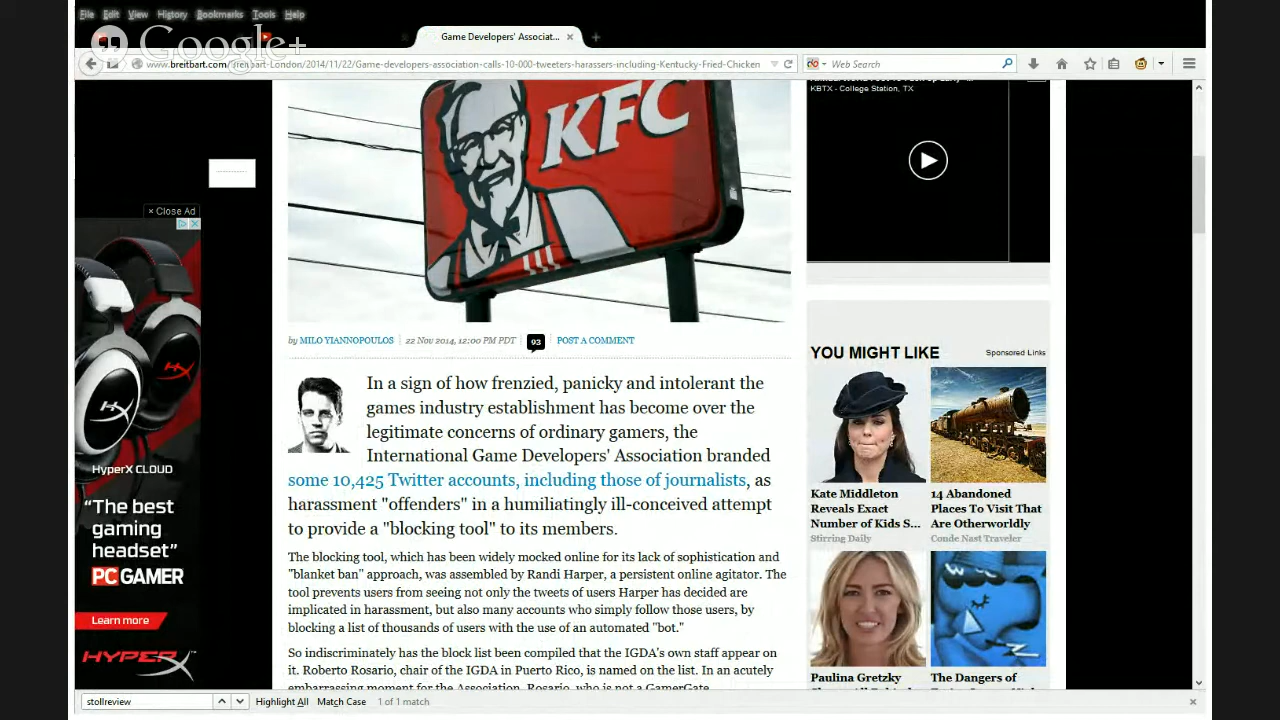 File Edit View History Bookmarks Tools Help
Google+
Game Developers' Associat...
www.breitbart.com/Breitbart-London/2014/11/22/Game-developers-association-calls-10-000-tweeters-harassers-including-Kentucky-Fried-Chicken
Web Search
KFC
KBTX - College Station, TX
× Close Ad
HyperX CLOUD
“The best
gaming
headset”
PC GAMER
Learn more
HYPERX
by MILO YIANNOPOULOS 22 Nov 2014, 12:00 PM PDT 93 POST A COMMENT
In a sign of how frenzied, panicky and intolerant the
games industry establishment has become over the
legitimate concerns of ordinary gamers, the
International Game Developers' Association branded
some 10,425 Twitter accounts, including those of journalists, as
harassment "offenders" in a humiliatingly ill-conceived attempt
to provide a "blocking tool" to its members.
The blocking tool, which has been widely mocked online for its lack of sophistication and
"blanket ban" approach, was assembled by Randi Harper, a persistent online agitator. The
tool prevents users from seeing not only the tweets of users Harper has decided are
implicated in harassment, but also many accounts who simply follow those users, by
blocking a list of thousands of users with the use of an automated "bot."
So indiscriminately has the block list been compiled that the IGDA's own staff appear on
it. Roberto Rosario, chair of the IGDA in Puerto Rico, is named on the list. In an acutely
embarrassing moment for the Association, Rosario, who is not a GamerGate
YOU MIGHT LIKE
Sponsored Links
Kate Middleton
Reveals Exact
Number of Kids S...
Stirring Daily
14 Abandoned
Places To Visit That
Are Otherworldly
Conde Nast Traveler
Paulina Gretzky
The Dangers of
stollreview
Highlight All Match Case 1 of 1 match